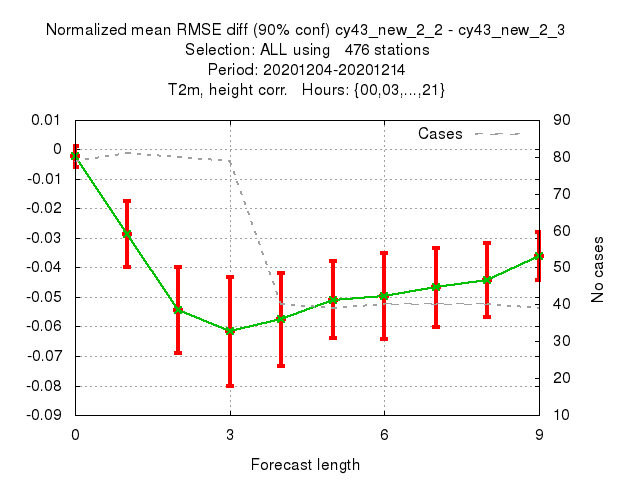 Normalized mean RMSE diff (90% conf) cy43_new_2_2 - cy43_new_2_3
Selection: ALL using   476 stations
Period: 20201204-20201214
T2m, height corr.   Hours: {00,03,...,21}
Cases
0.01
0
-0.01
-0.02
-0.03
-0.04
-0.05
-0.06
-0.07
-0.08
-0.09
90
80
70
60
50
40
30
20
10
No cases
0 3 6 9
Forecast length